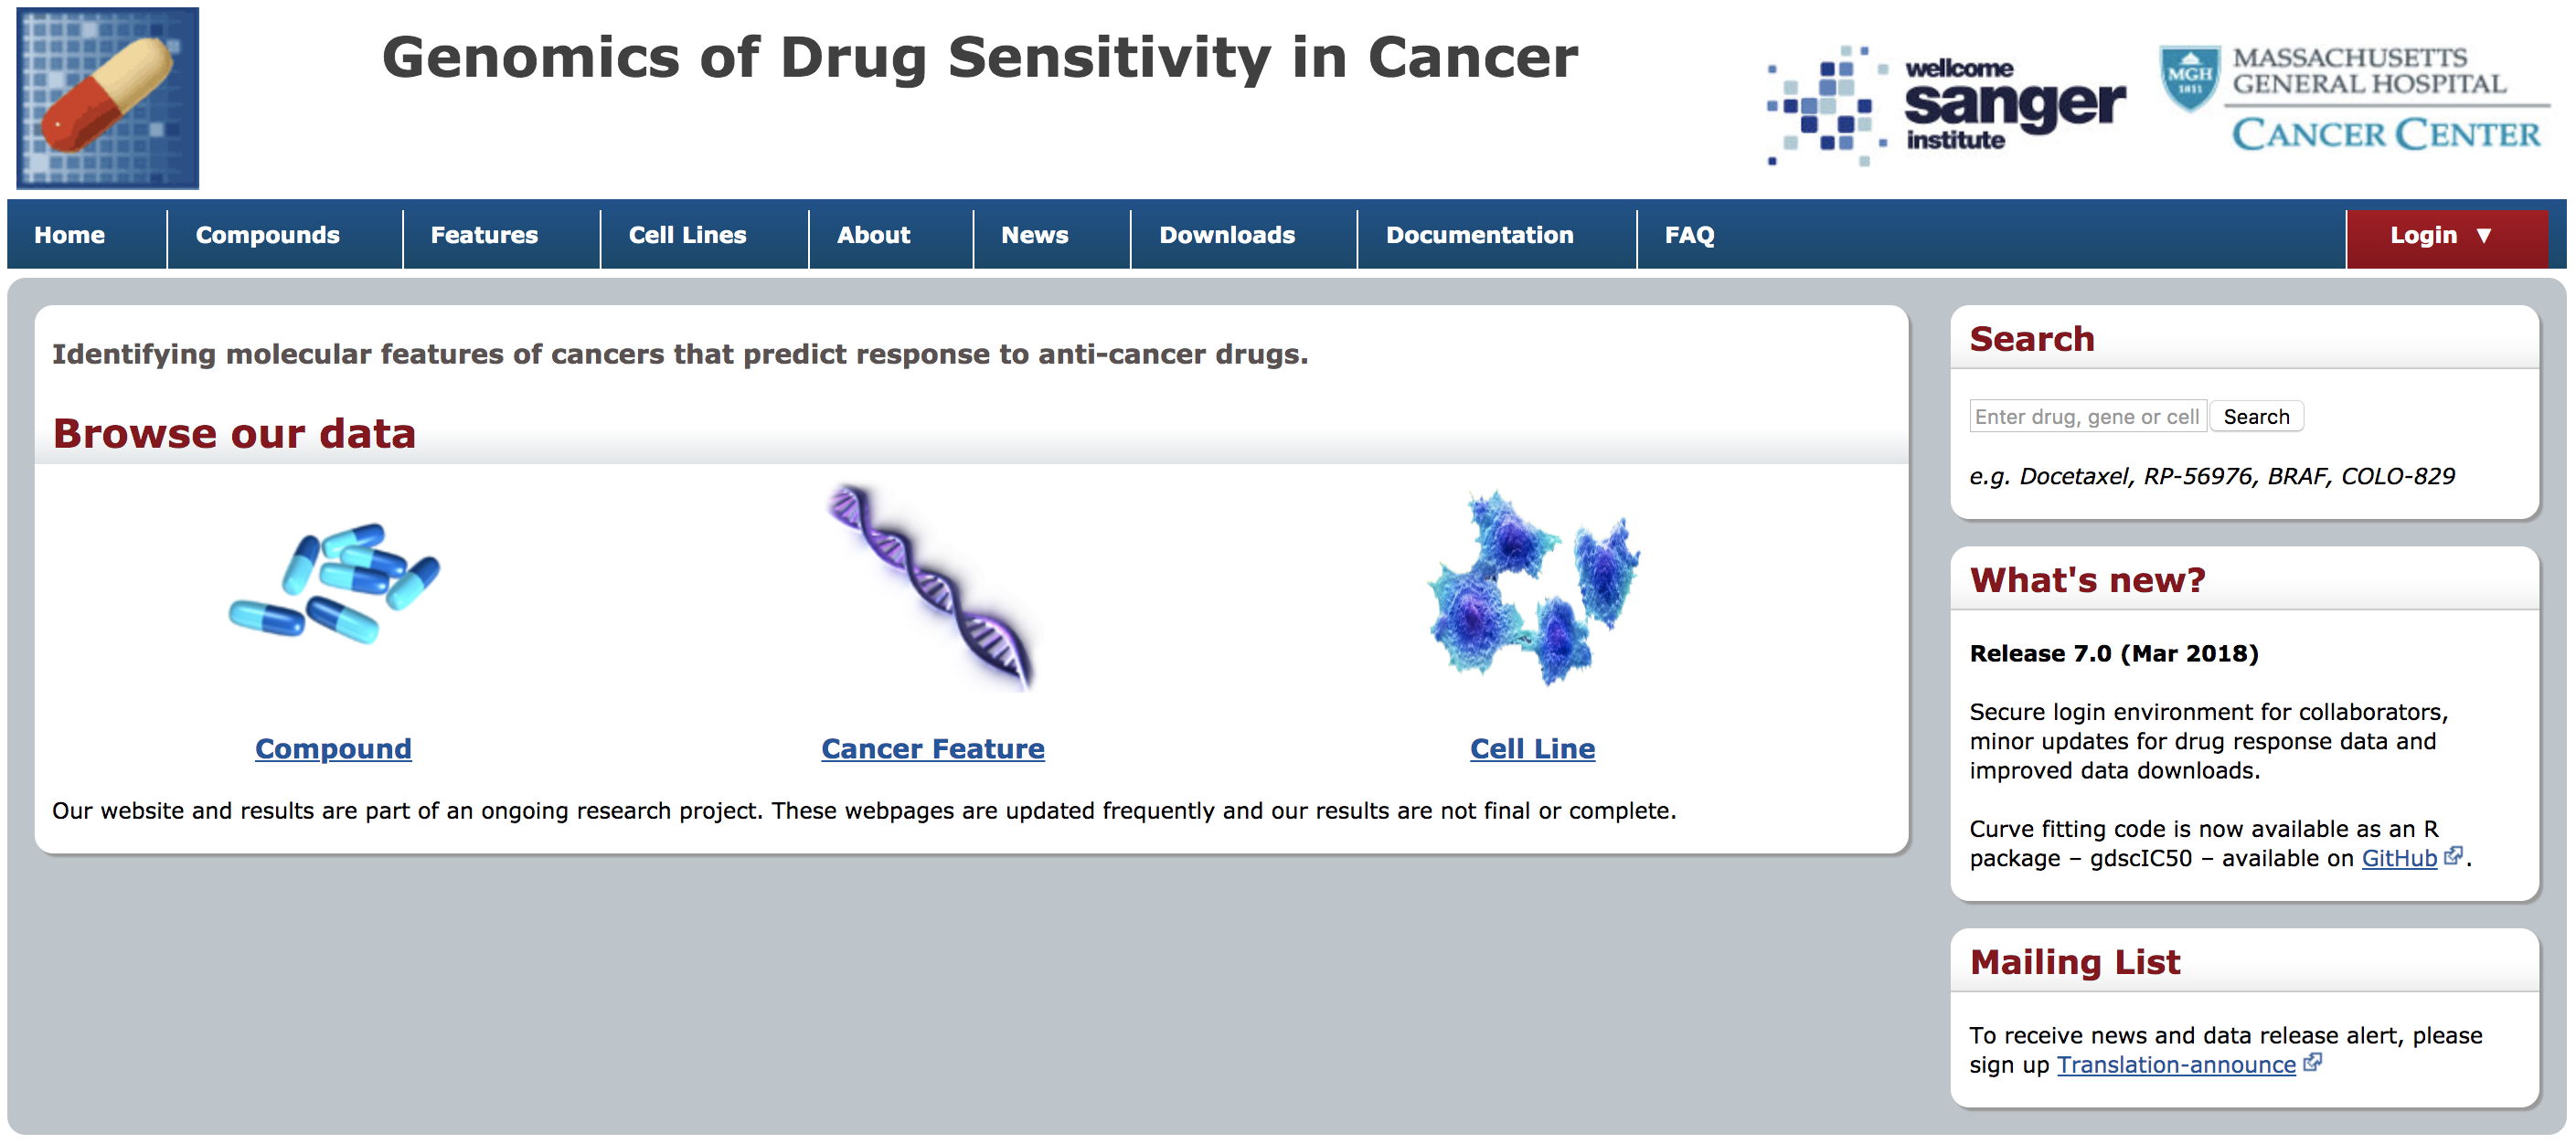 Genomics of Drug Sensitivity in Cancer
wellcome
sanger
institute
MGH
1811
MASSACHUSETTS
GENERAL HOSPITAL
CANCER CENTER
Home
Compounds
Features
Cell Lines
About
News
Downloads
Documentation
FAQ
Login ▼
Identifying molecular features of cancers that predict response to anti-cancer drugs.
Browse our data
Compound
Cancer Feature
Cell Line
Our website and results are part of an ongoing research project. These webpages are updated frequently and our results are not final or complete.
Search
Enter drug, gene or cell
Search
e.g. Docetaxel, RP-56976, BRAF, COLO-829
What's new?
Release 7.0 (Mar 2018)
Secure login environment for collaborators,
minor updates for drug response data and
improved data downloads.
Curve fitting code is now available as an R
package – gdscIC50 – available on GitHub.
Mailing List
To receive news and data release alert, please
sign up Translation-announce